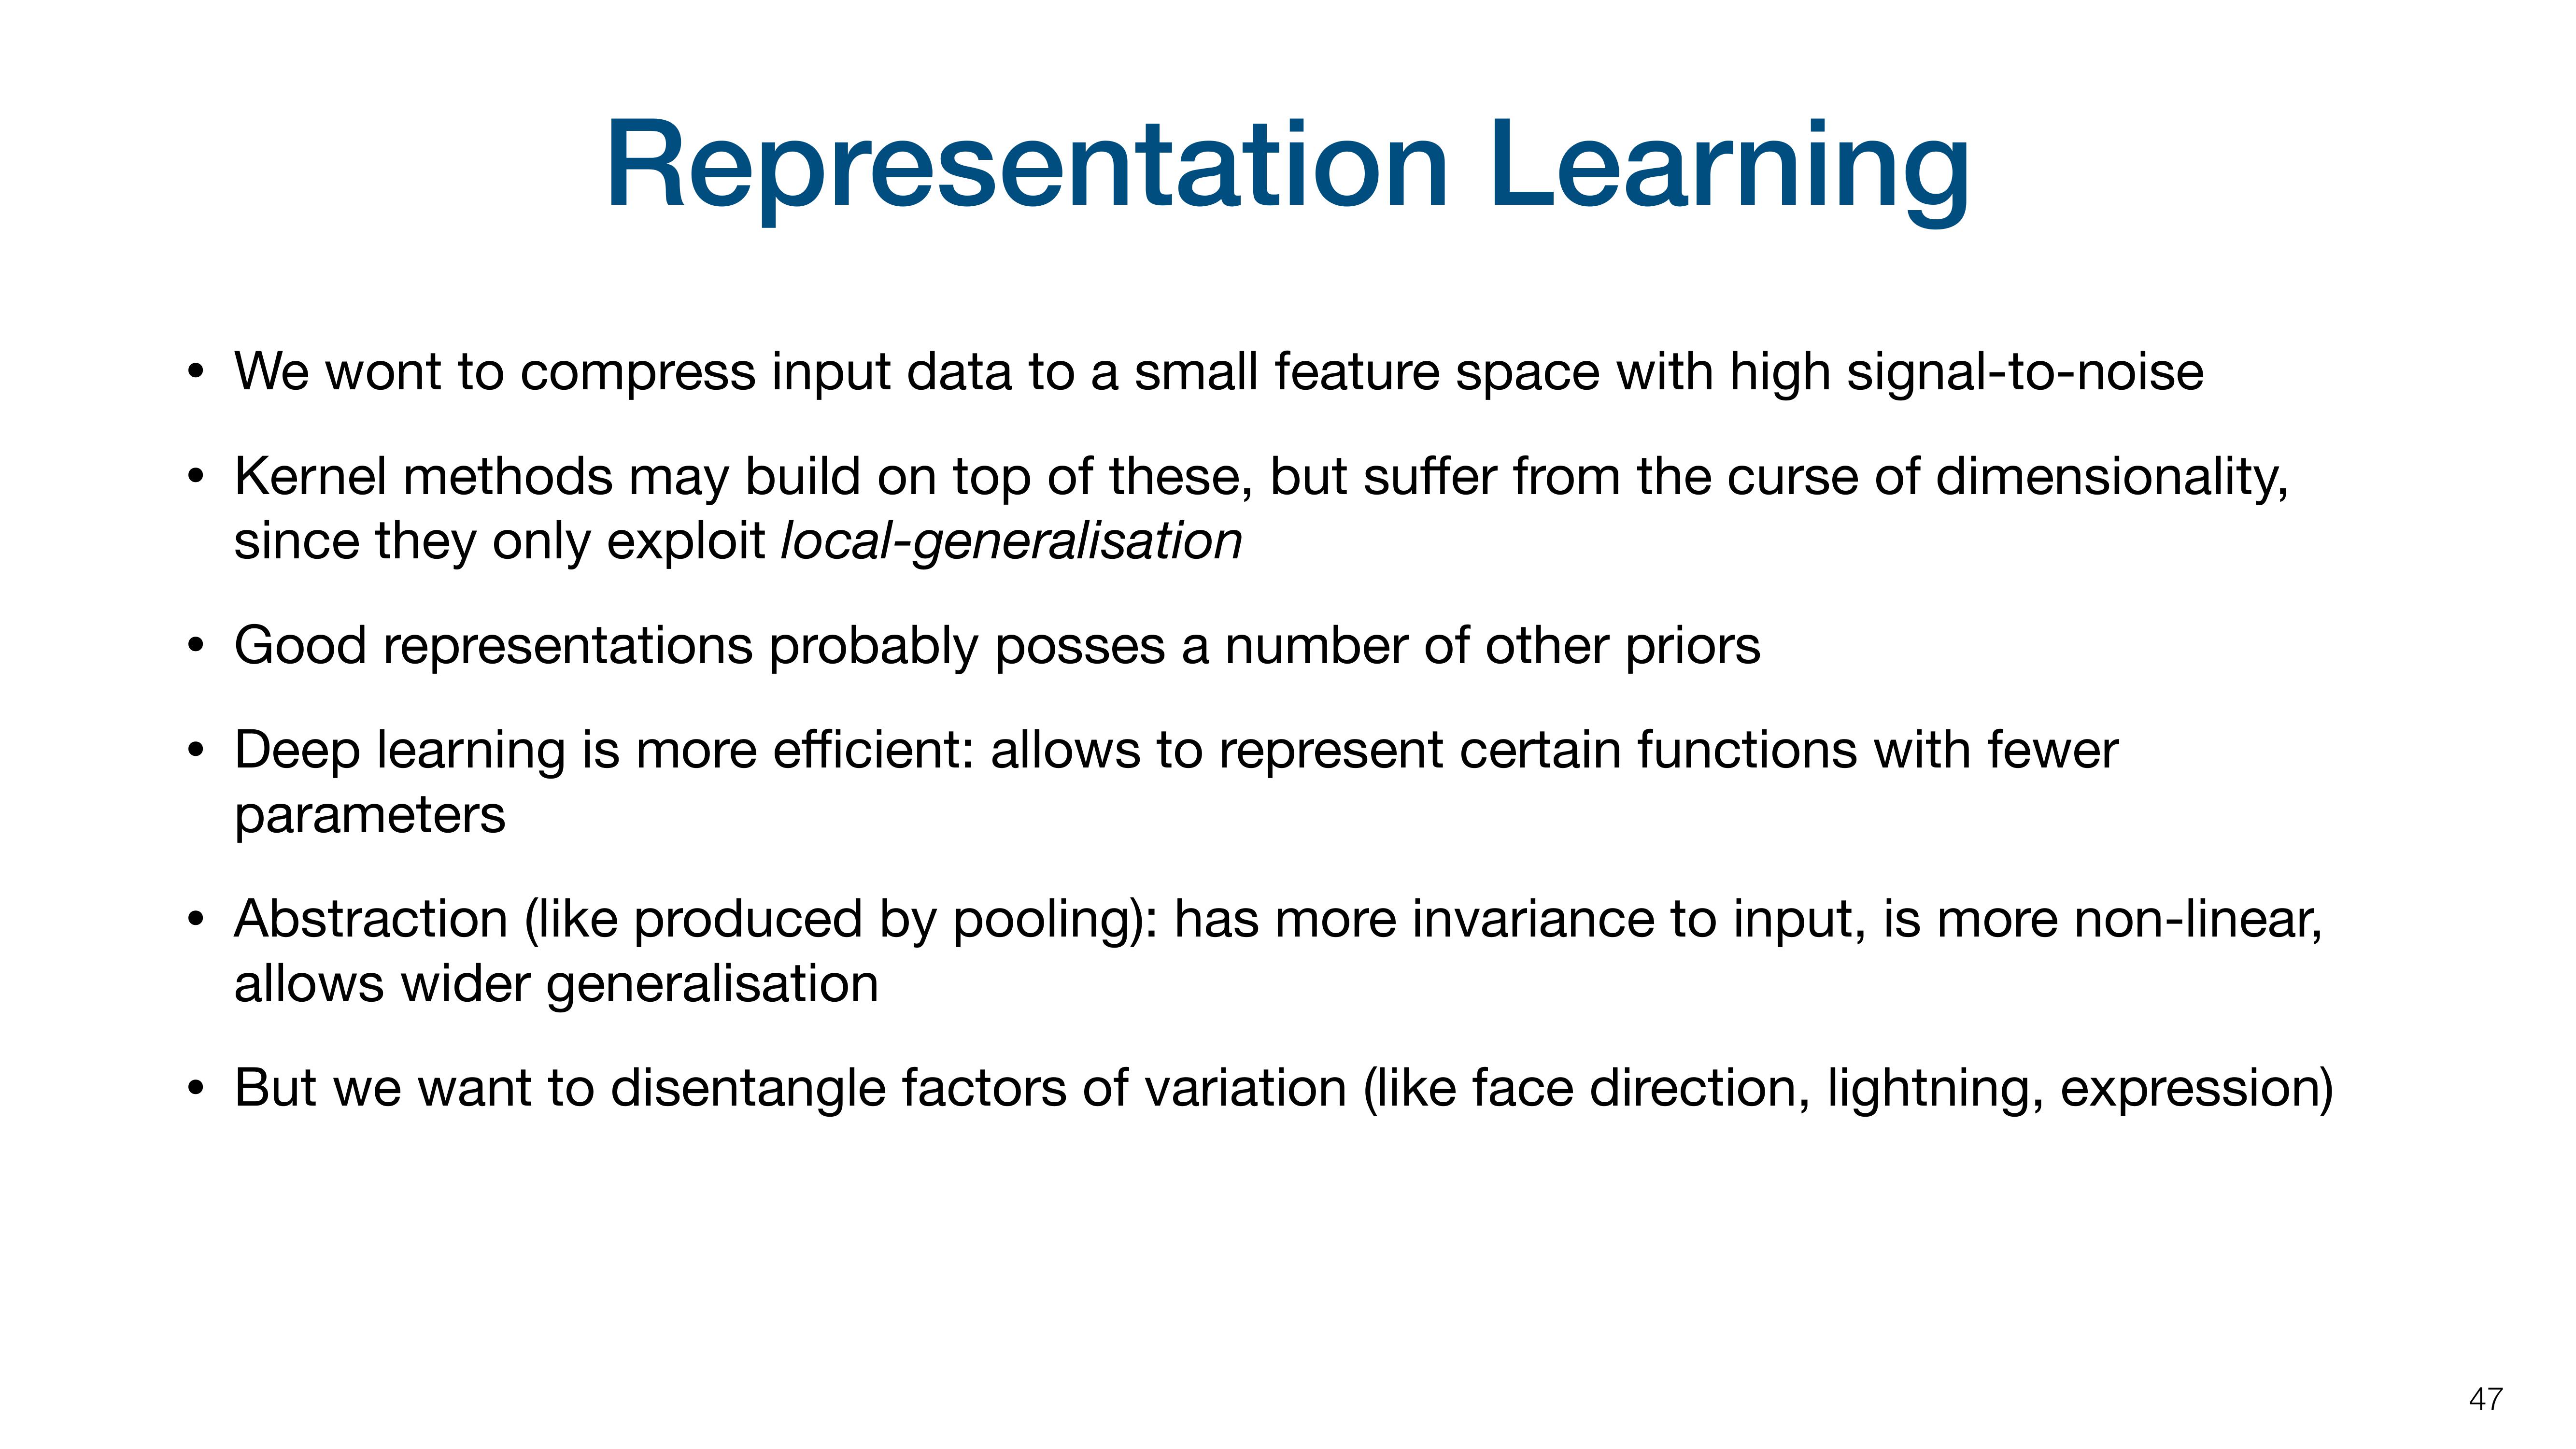 Representation Learning
• We wont to compress input data to a small feature space with high signal-to-noise
• Kernel methods may build on top of these, but suffer from the curse of dimensionality,
since they only exploit local-generalisation
• Good representations probably posses a number of other priors
• Deep learning is more efficient: allows to represent certain functions with fewer
parameters
• Abstraction (like produced by pooling): has more invariance to input, is more non-linear,
allows wider generalisation
• But we want to disentangle factors of variation (like face direction, lightning, expression)
47